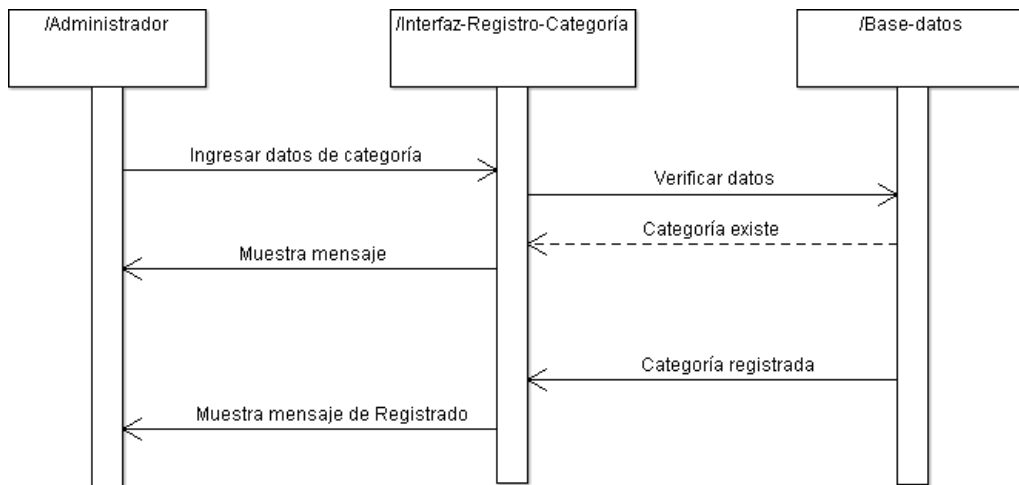 /Administrador
/Interfaz-Registro-Categoría
/Base-datos
Ingresar datos de categoría
Verificar datos
Categoría existe
Muestra mensaje
Categoría registrada
Muestra mensaje de Registrado